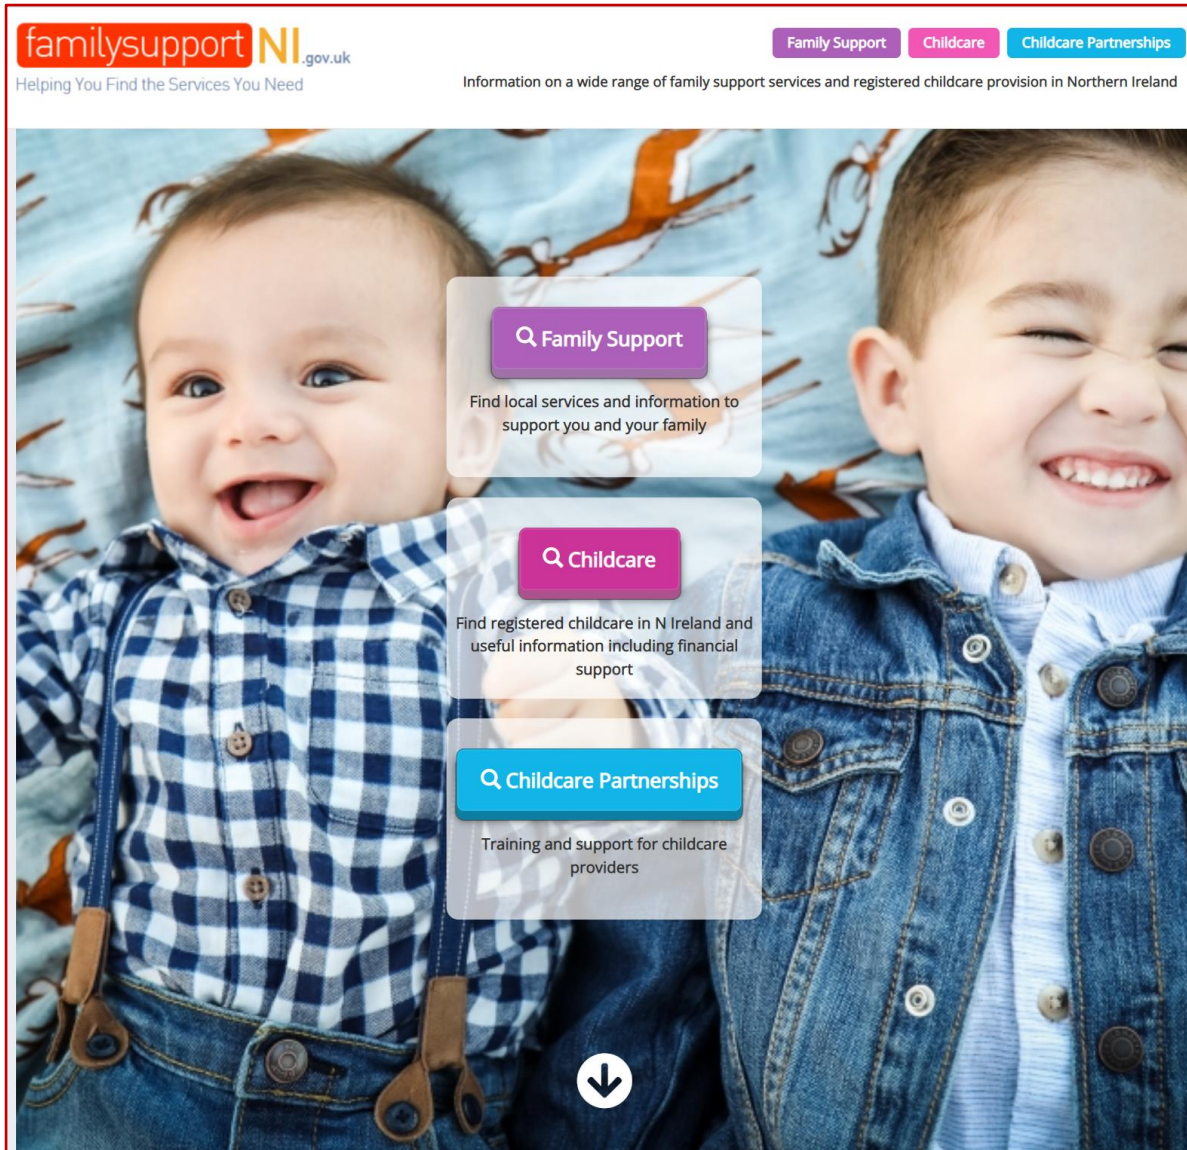 familysupport NI.gov.uk
Helping You Find the Services You Need
Family Support
Childcare
Childcare Partnerships
Information on a wide range of family support services and registered childcare provision in Northern Ireland
Family Support
Find local services and information to
support you and your family
Childcare
Find registered childcare in N Ireland and
useful information including financial
support
Childcare Partnerships
Training and support for childcare
providers